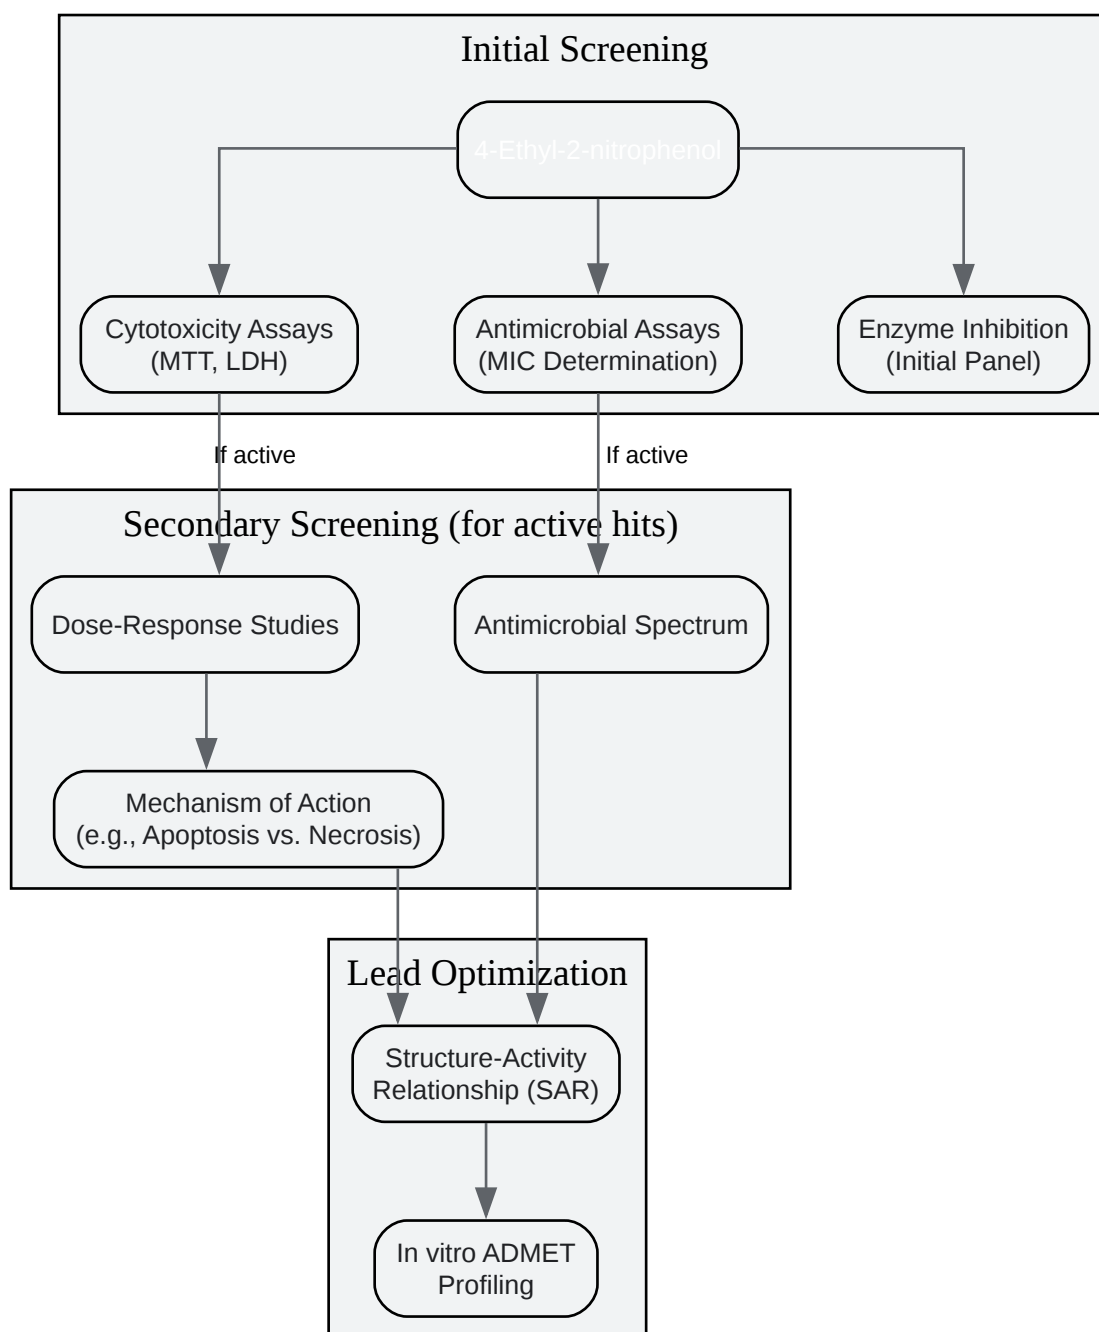 Initial Screening
4-Ethyl-2-nitrophenol
Cytotoxicity Assays
(MTT, LDH)
Antimicrobial Assays
(MIC Determination)
Enzyme Inhibition
(Initial Panel)
If active
If active
Secondary Screening (for active hits)
Dose-Response Studies
Antimicrobial Spectrum
Mechanism of Action
(e.g., Apoptosis vs. Necrosis)
Lead Optimization
Structure-Activity
Relationship (SAR)
In vitro ADMET
Profiling